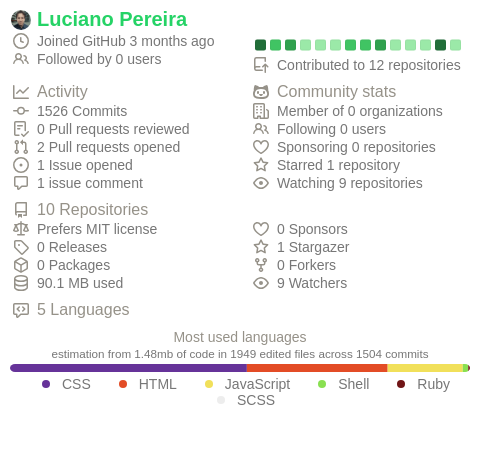 Luciano Pereira
Joined GitHub 3 months ago
Followed by 0 users
Contributed to 12 repositories
Activity
1526 Commits
0 Pull requests reviewed
2 Pull requests opened
1 Issue opened
1 issue comment
Community stats
Member of 0 organizations
Following 0 users
Sponsoring 0 repositories
Starred 1 repository
Watching 9 repositories
10 Repositories
Prefers MIT license
0 Releases
0 Packages
90.1 MB used
0 Sponsors
1 Stargazer
0 Forkers
9 Watchers
5 Languages
Most used languages
estimation from 1.48mb of code in 1949 edited files across 1504 commits
CSS HTML JavaScript Shell Ruby
SCSS